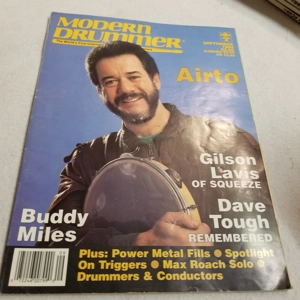 MODERN
DRUMMER
Airto
Gilson
Lavis
OF SQUEEZE
Buddy
Miles
Dave
Tough
REMEMBERED
Plus: Power Metal Fills • Spotlight
On Triggers • Max Roach Solo •
Drummers & Conductors